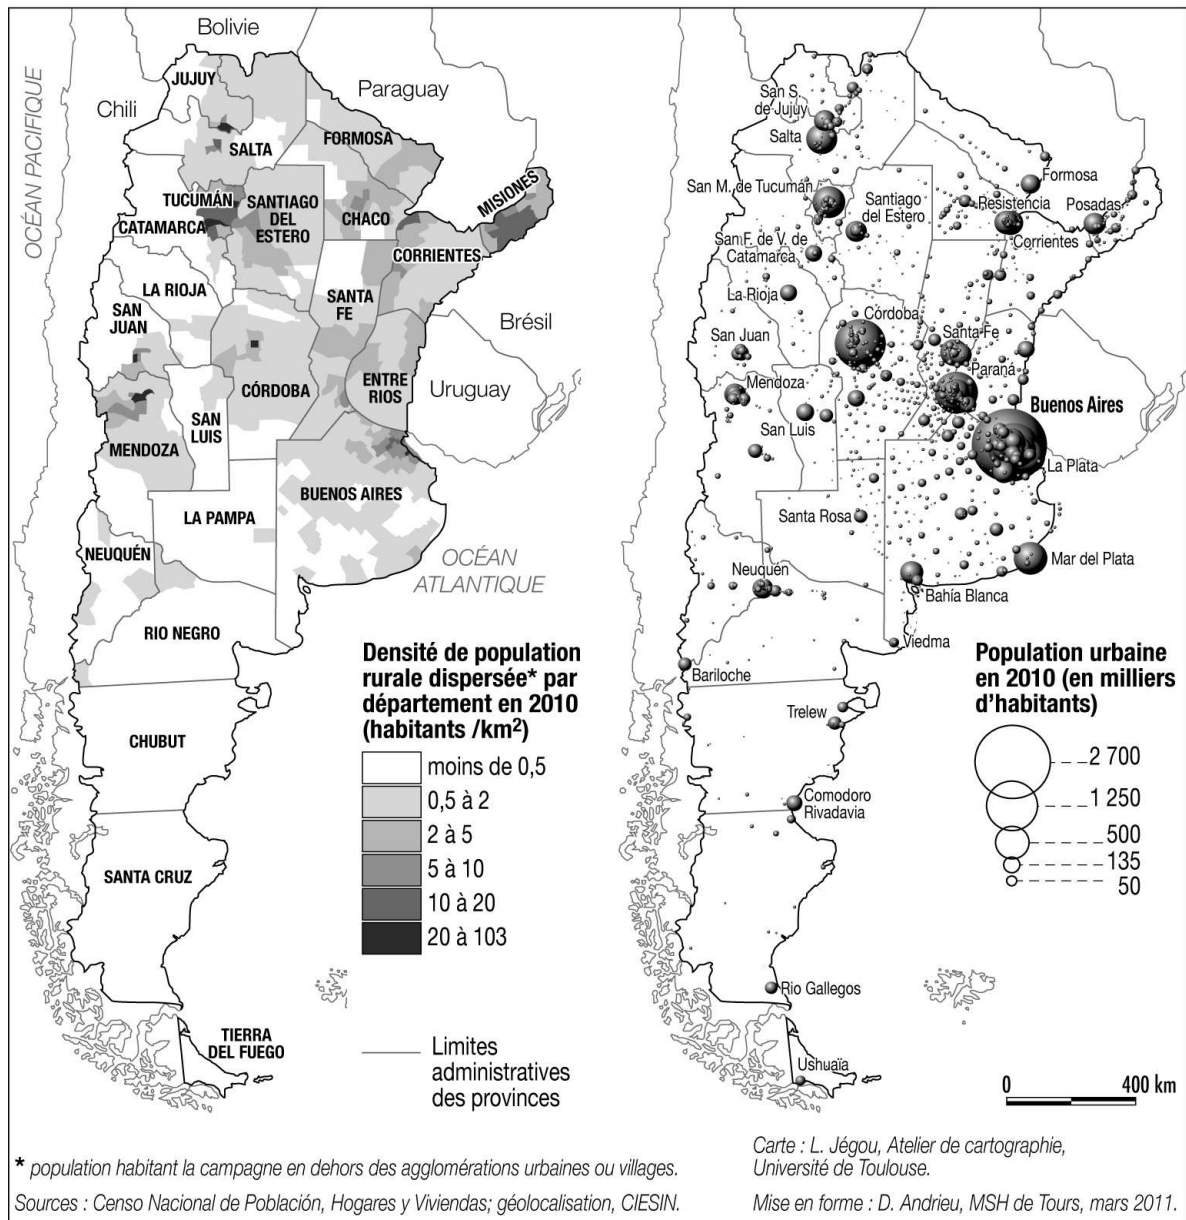 Bolivie
OCÉAN PACIFIQUE
JUJUY
Chili
Paraguay
FORMOSA
SALTA
MISIONES
TUCUMÁN
SANTIAGO
DEL
ESTERO
CHACO
CATAMARCA
CORRIENTES
LA RIOJA
SANTA
FE
SAN
JUAN
Brésil
CÓRDOBA
ENTRE
RIOS
Uruguay
SAN
LUIS
MENDOZA
BUENOS AIRES
LA PAMPA
NEUQUÉN
OCÉAN
ATLANTIQUE
RIO NEGRO
CHUBUT
SANTA CRUZ
TIERRA
DEL FUEGO
Densité de population
rurale dispersée* par
département en 2010
(habitants /km²)
moins de 0,5
0,5 à 2
2 à 5
5 à 10
10 à 20
20 à 103
Limites
administratives
des provinces
San S.
de Jujuy
Salta
Formosa
San M. de Tucumán
Santiago
del Estero
Resistencia
Posadas
Corrientes
San F. de V. de
Catamarca
La Rioja
Córdoba
San Juan
Santa Fe
Paraná
Mendoza
Buenos Aires
San Luis
La Plata
Santa Rosa
Mar del Plata
Neuquén
Bahía Blanca
Viedma
Bariloche
Trelew
Comodoro
Rivadavia
Rio Gallegos
Ushuaïa
Population urbaine
en 2010 (en milliers
d'habitants)
2 700
1 250
500
135
50
0 400 km
* population habitant la campagne en dehors des agglomérations urbaines ou villages.
Sources : Censo Nacional de Población, Hogares y Viviendas; géolocalisation, CIESIN.
Carte : L. Jégou, Atelier de cartographie,
Université de Toulouse.
Mise en forme : D. Andrieu, MSH de Tours, mars 2011.